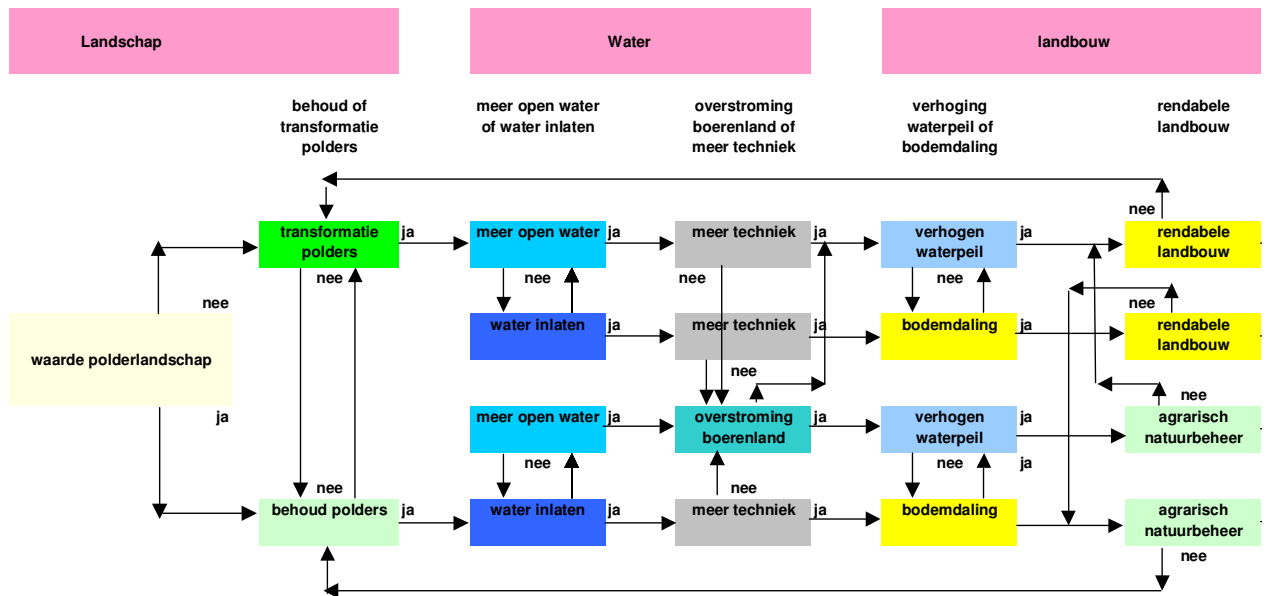 Landschap
Water
landbouw
behoud of
transformatie
polders
meer open water
of water inlaten
overstroming
boerenland of
meer techniek
verhoging
waterpeil of
bodemdaling
rendabele
landbouw
nee
transformatie
polders
ja
meer open water
ja
meer techniek
ja
verhogen
waterpeil
ja
rendabele
landbouw
nee
nee
nee
nee
nee
nee
water inlaten
ja
meer techniek
ja
bodemdaling
ja
rendabele
landbouw
waarde polderlandschap
nee
nee
ja
meer open water
ja
overstroming
boerenland
ja
verhogen
waterpeil
ja
agrarisch
natuurbeheer
nee
nee
nee
ja
nee
behoud polders
ja
water inlaten
ja
meer techniek
ja
bodemdaling
agrarisch
natuurbeheer
nee